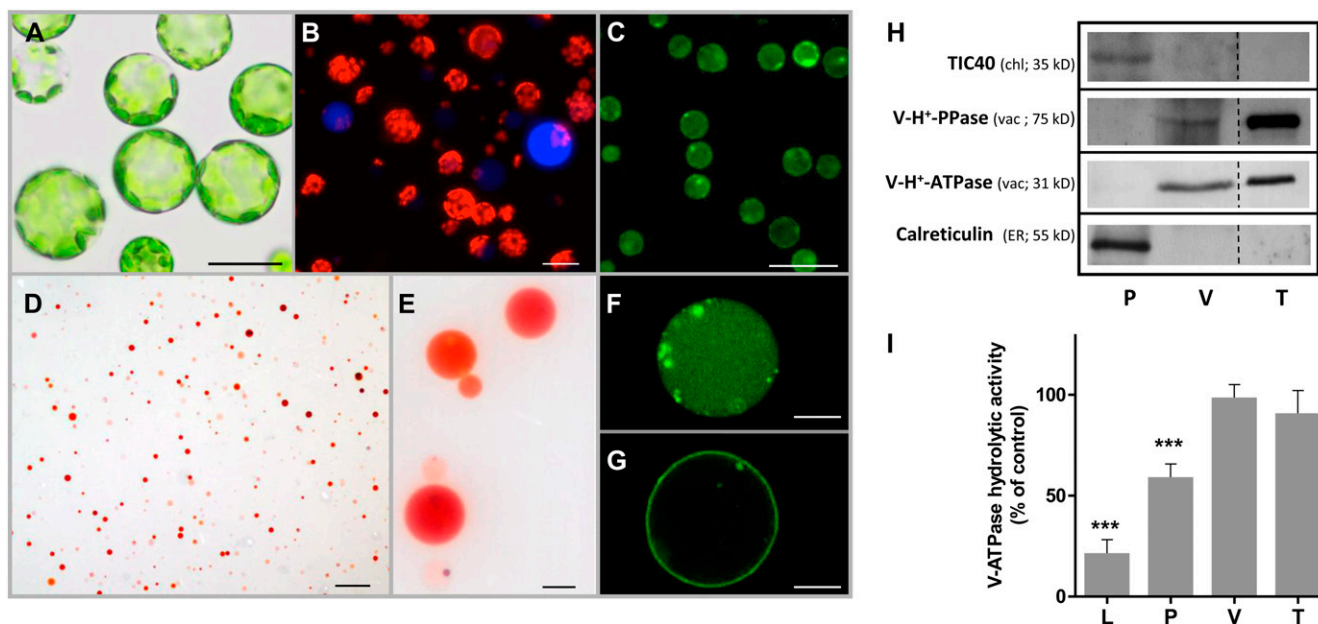 A
B
C
D
E
F
G
H
TIC40 (chl; 35 kD)
V-H⁺-PPase (vac ; 75 kD)
V-H⁺-ATPase (vac; 31 kD)
Calreticulin (ER; 55 kD)
P V T
I
V-ATPase hydrolytic activity
(% of control)
100
50
0
***
***
L P V T